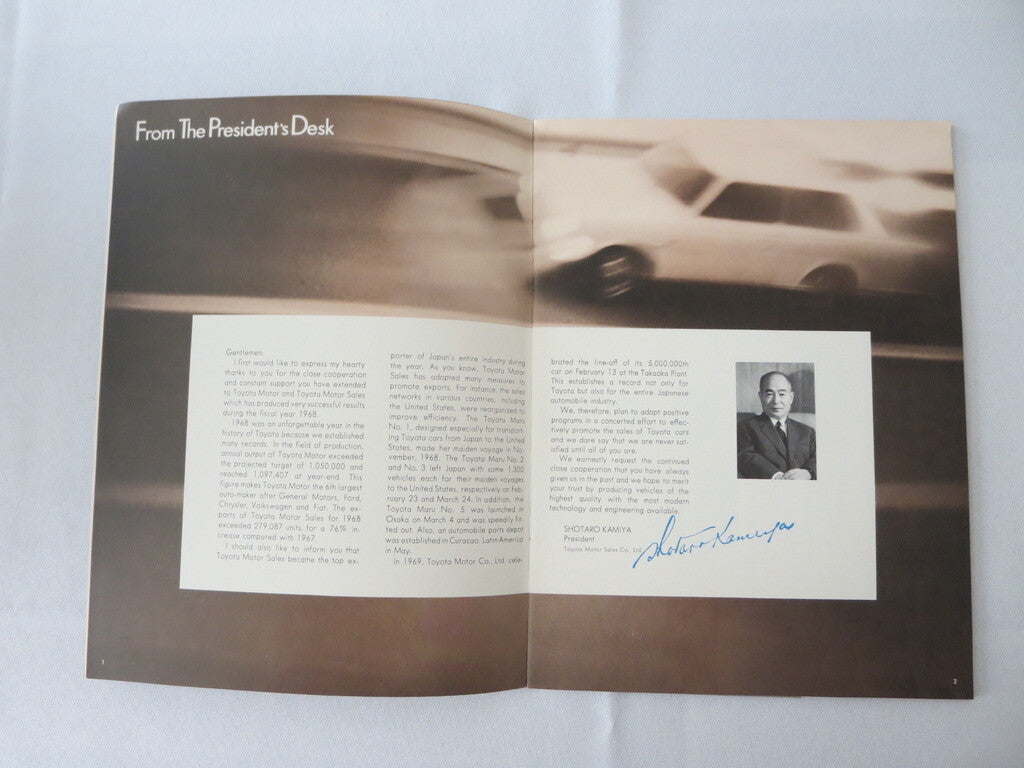 From The President's Desk
Gentlemen:
I first would like to express my hearty
thanks to you for the close cooperation
and constant support you have extended
to Toyota Motor and Toyota Motor Sales
which has produced very successful results
during the fiscal year 1968.
1968 was an unforgettable year in the
history of Toyota because we established
many records. In the field of production,
annual output of Toyota Motor exceeded
the projected target of 1,050,000 and
reached 1,097,407 at year-end. This
figure makes Toyota Motor the 6th largest
auto-maker after General Motors, Ford,
Chrysler, Volkswagen and Fiat. The ex-
ports of Toyota Motor Sales for 1968
exceeded 279,087 units, for a 76% in-
crease compared with 1967.
I should also like to inform you that
Toyota Motor Sales became the top ex-
porter of Japan's entire industry during
the year. As you know, Toyota Motor
Sales has adopted many measures to
promote exports. For instance, the sales
networks in various countries, including
the United States, were reorganized to
improve efficiency. The Toyota Maru
No. 1, designed especially for transport-
ing Toyota cars from Japan to the United
States, made her maiden voyage in No-
vember, 1968. The Toyota Maru No. 2
and No. 3 left Japan with some 1,300
vehicles each for their maiden voyages
to the United States, respectively on Feb-
ruary 23 and March 24. In addition, the
Toyota Maru No. 5 was launched in
Osaka on March 4 and was speedily fit-
ted out. Also, an automobile parts depot
was established in Curacao, Latin America
in May.
In 1969, Toyota Motor Co., Ltd. cele-
brated the line-off of its 5,000,000th
car on February 13 at the Takaoka Plant.
This establishes a record not only for
Toyota but also for the entire Japanese
automobile industry.
We, therefore, plan to adopt positive
programs in a concerted effort to effec-
tively promote the sales of Toyota cars
and we dare say that we are never sat-
isfied until all of you are.
We earnestly request the continued
close cooperation that you have always
given us in the past and we hope to merit
your trust by producing vehicles of the
highest quality with the most modern
technology and engineering available.
SHOTARO KAMIYA
President
Toyota Motor Sales Co., Ltd.
Shotaro Kamiya
1
2